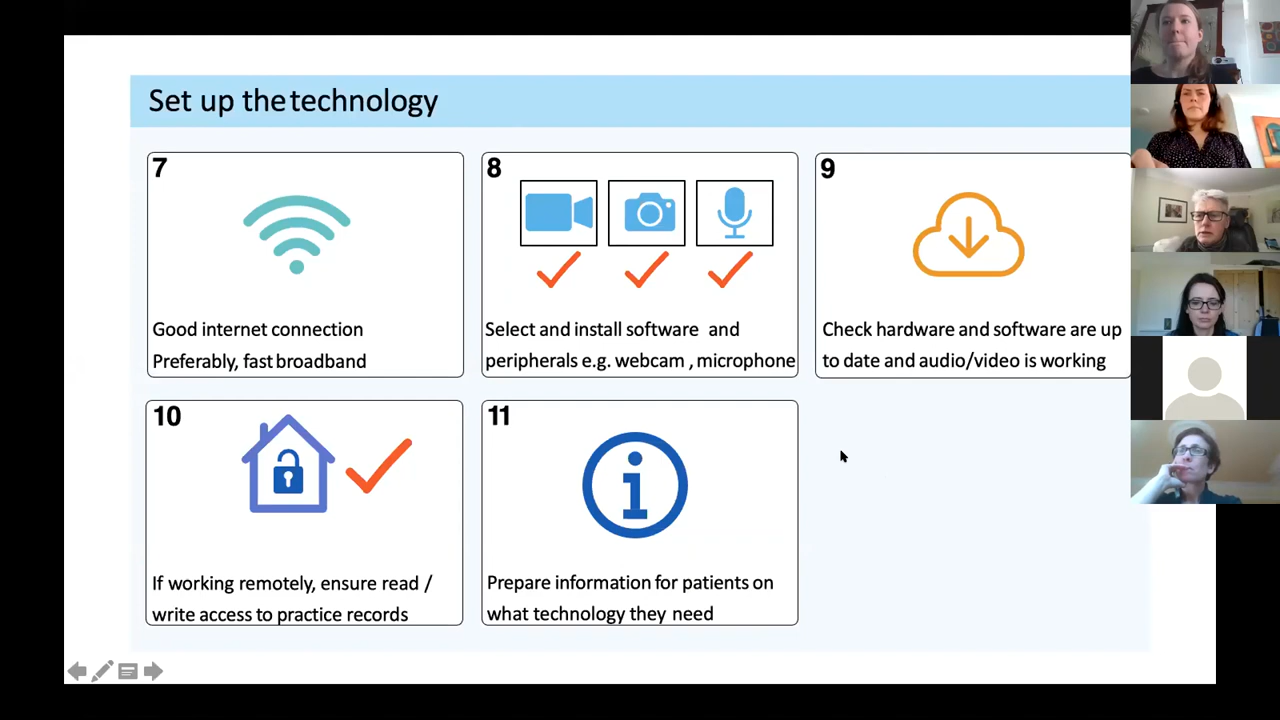 Set up the technology
7
Good internet connection
Preferably, fast broadband
8
Select and install software and
peripherals e.g. webcam , microphone
9
Check hardware and software are up
to date and audio/video is working
10
If working remotely, ensure read /
write access to practice records
11
Prepare information for patients on
what technology they need